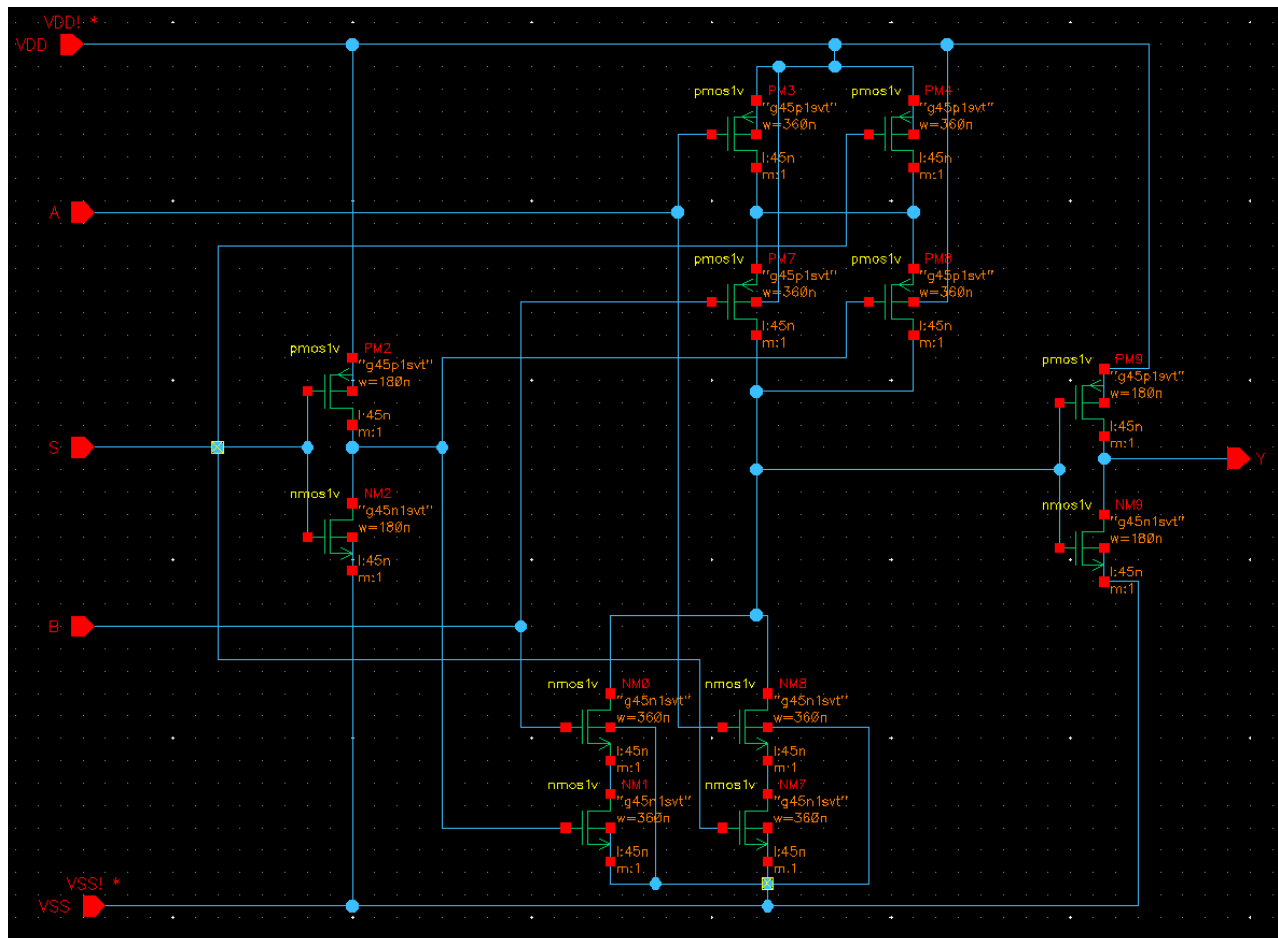 VDD! *
VDD
pmos1v
PM3
"g45p1svt"
w=360n
l:45n
m:1
pmos1v
PM4
"g45p1svt"
w=360n
l:45n
m:1
A
pmos1v
PM7
"g45p1svt"
w=360n
l:45n
m:1
pmos1v
PM8
"g45p1svt"
w=360n
l:45n
m:1
pmos1v
PM2
"g45p1svt"
w=180n
l:45n
m:1
pmos1v
PM9
"g45p1svt"
w=180n
l:45n
m:1
S
Y
nmos1v
NM2
"g45n1svt"
w=180n
l:45n
m:1
nmos1v
NM9
"g45n1svt"
w=180n
l:45n
m:1
B
nmos1v
NM0
"g45n1svt"
w=360n
l:45n
m:1
nmos1v
NM8
"g45n1svt"
w=360n
l:45n
m:1
nmos1v
NM1
"g45n1svt"
w=360n
l:45n
m:1
nmos1v
NM7
"g45n1svt"
w=360n
l:45n
m:1
VSS! *
VSS